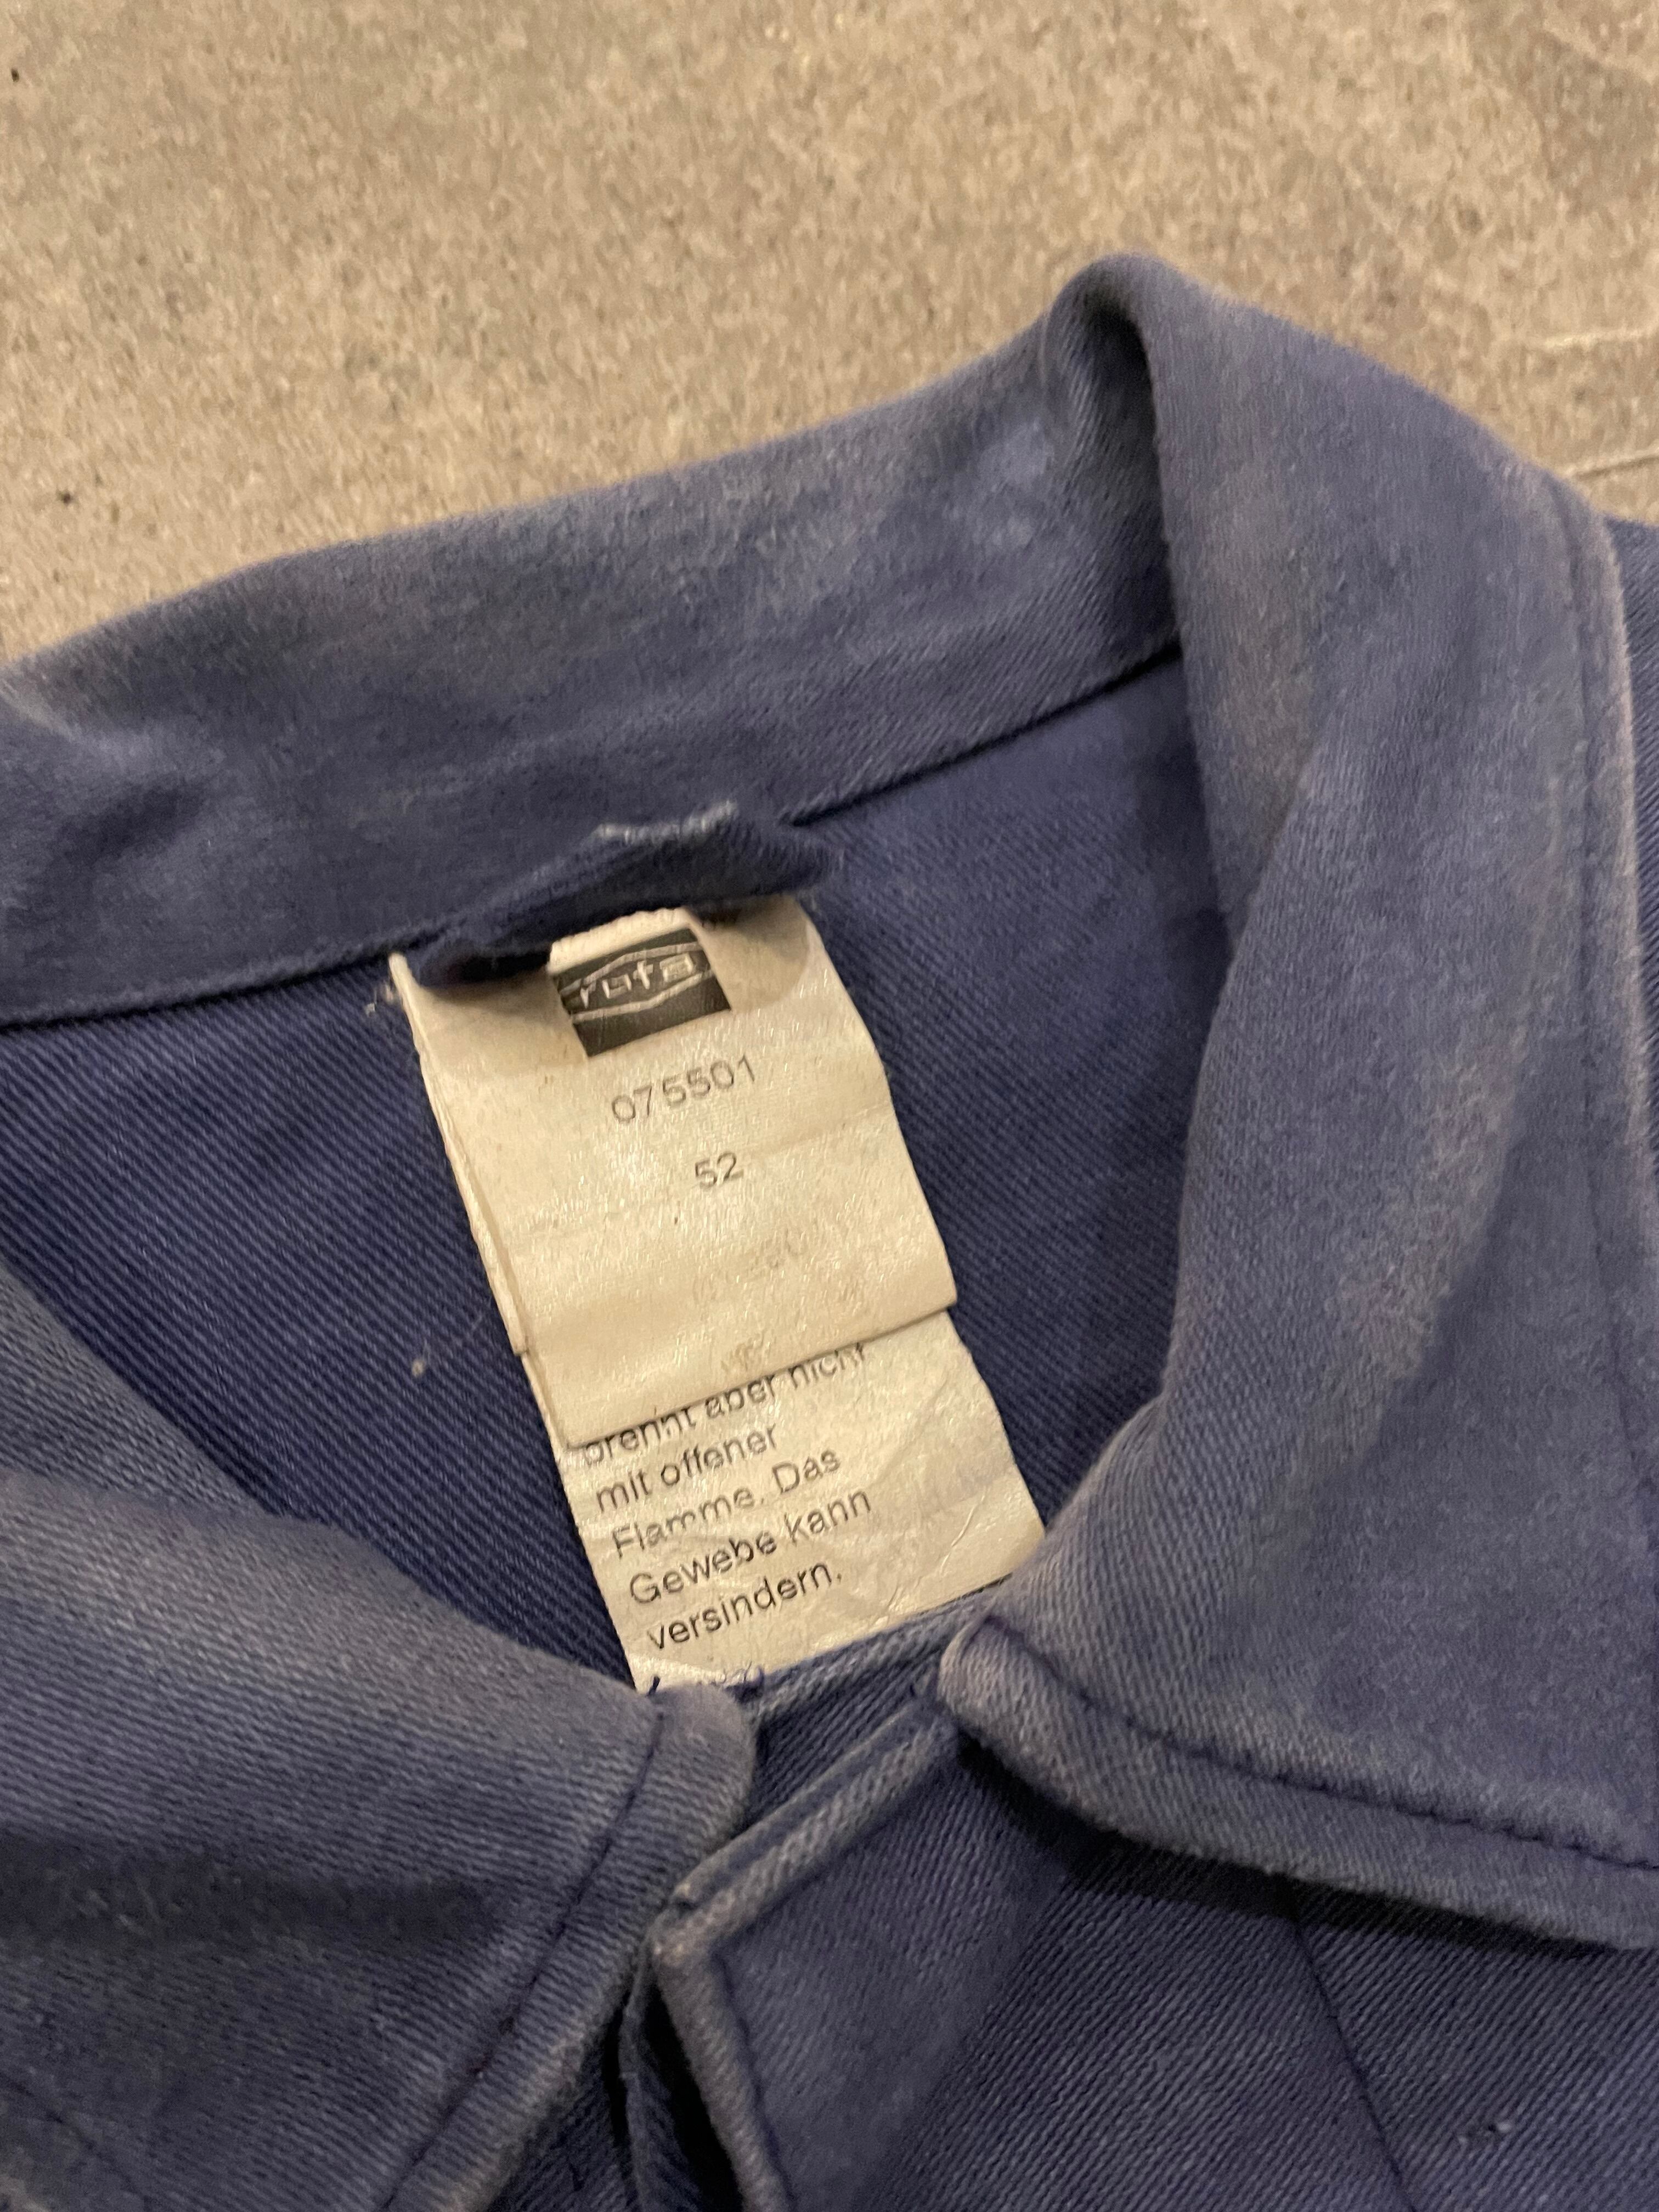 rofa
075501
52
brennt aber nicht
mit offener
Flamme. Das
Gewebe kann
versindern.